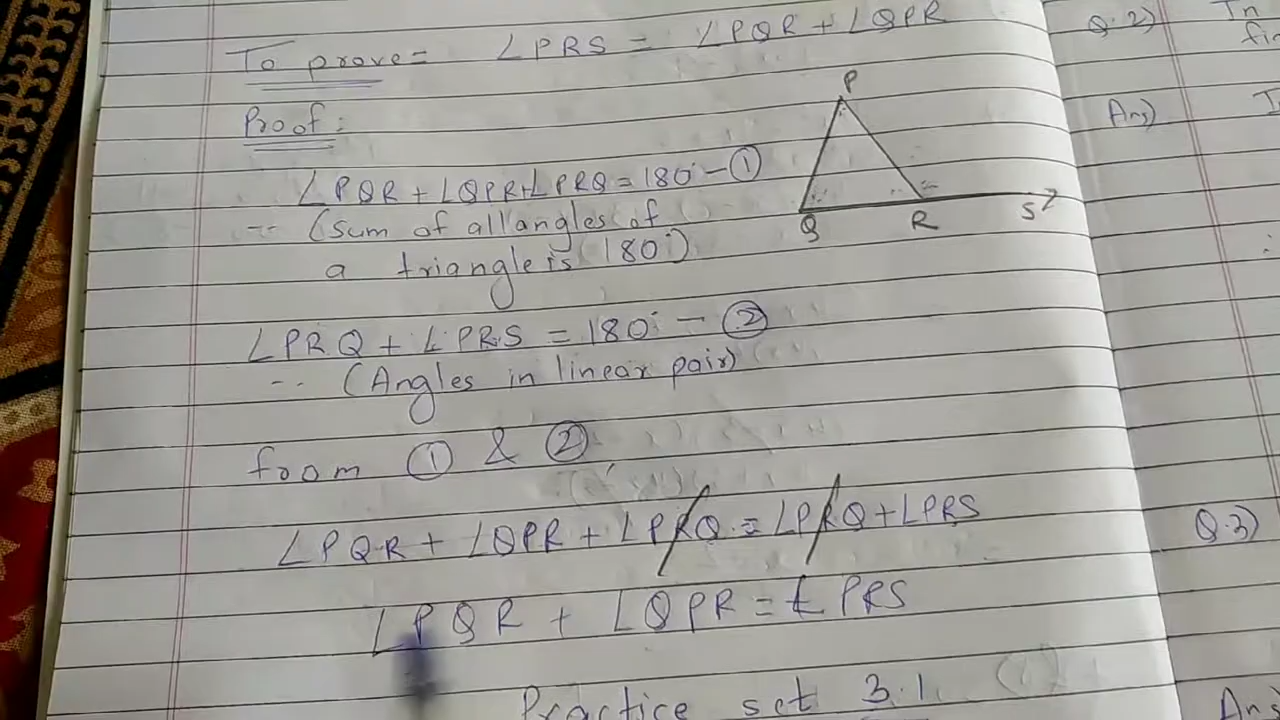 To prove = ∠PRS = ∠PQR + ∠QPR
Proof :
P
Q
R
S
∠PQR + ∠QPR + ∠PRQ = 180° — ①
-- (Sum of all angles of
a triangle is 180°)
∠PRQ + ∠PRS = 180° — ②
-- (Angles in linear pair)
from ① & ②
∠PQR + ∠QPR + ∠PRQ = ∠PRQ + ∠PRS
∠PQR + ∠QPR = ∠PRS
Practice set 3.1
Q.2) In
Ans)
Q.3)
Ans